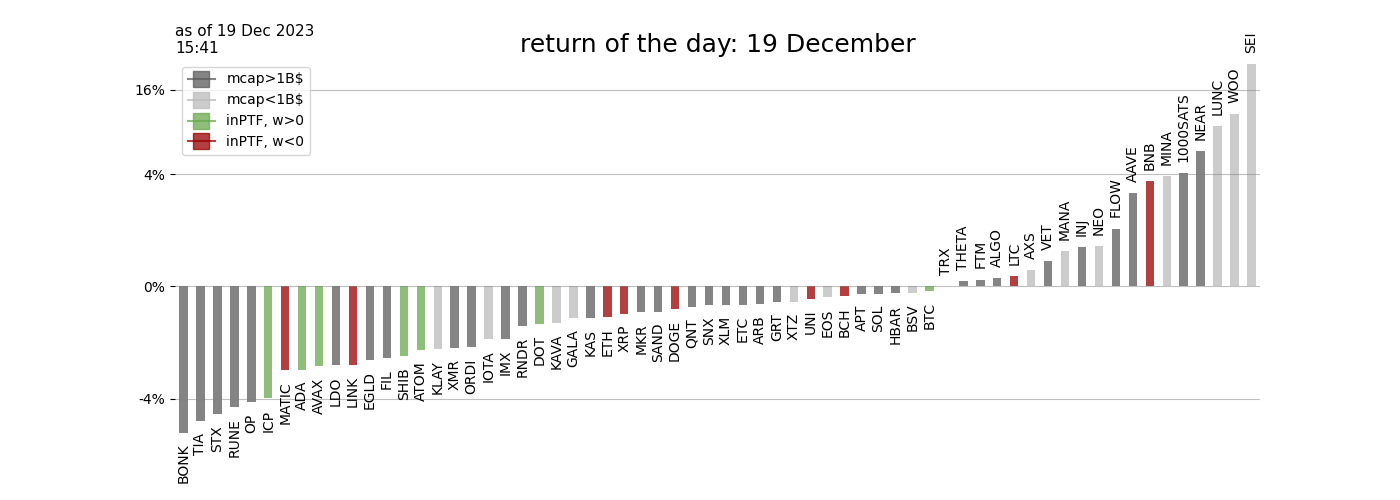 as of 19 Dec 2023
15:41
return of the day: 19 December
mcap>1B$
mcap<1B$
inPTF, w>0
inPTF, w<0
16%
4%
0%
-4%
BONK
TIA
STX
RUNE
OP
ICP
MATIC
ADA
AVAX
LDO
LINK
EGLD
FIL
SHIB
ATOM
KLAY
XMR
ORDI
IOTA
IMX
RNDR
DOT
KAVA
GALA
KAS
ETH
XRP
MKR
SAND
DOGE
QNT
SNX
XLM
ETC
ARB
GRT
XTZ
UNI
EOS
BCH
APT
SOL
HBAR
BSV
BTC
TRX
THETA
FTM
ALGO
LTC
AXS
VET
MANA
INJ
NEO
FLOW
AAVE
BNB
MINA
1000SATS
NEAR
LUNC
WOO
SEI